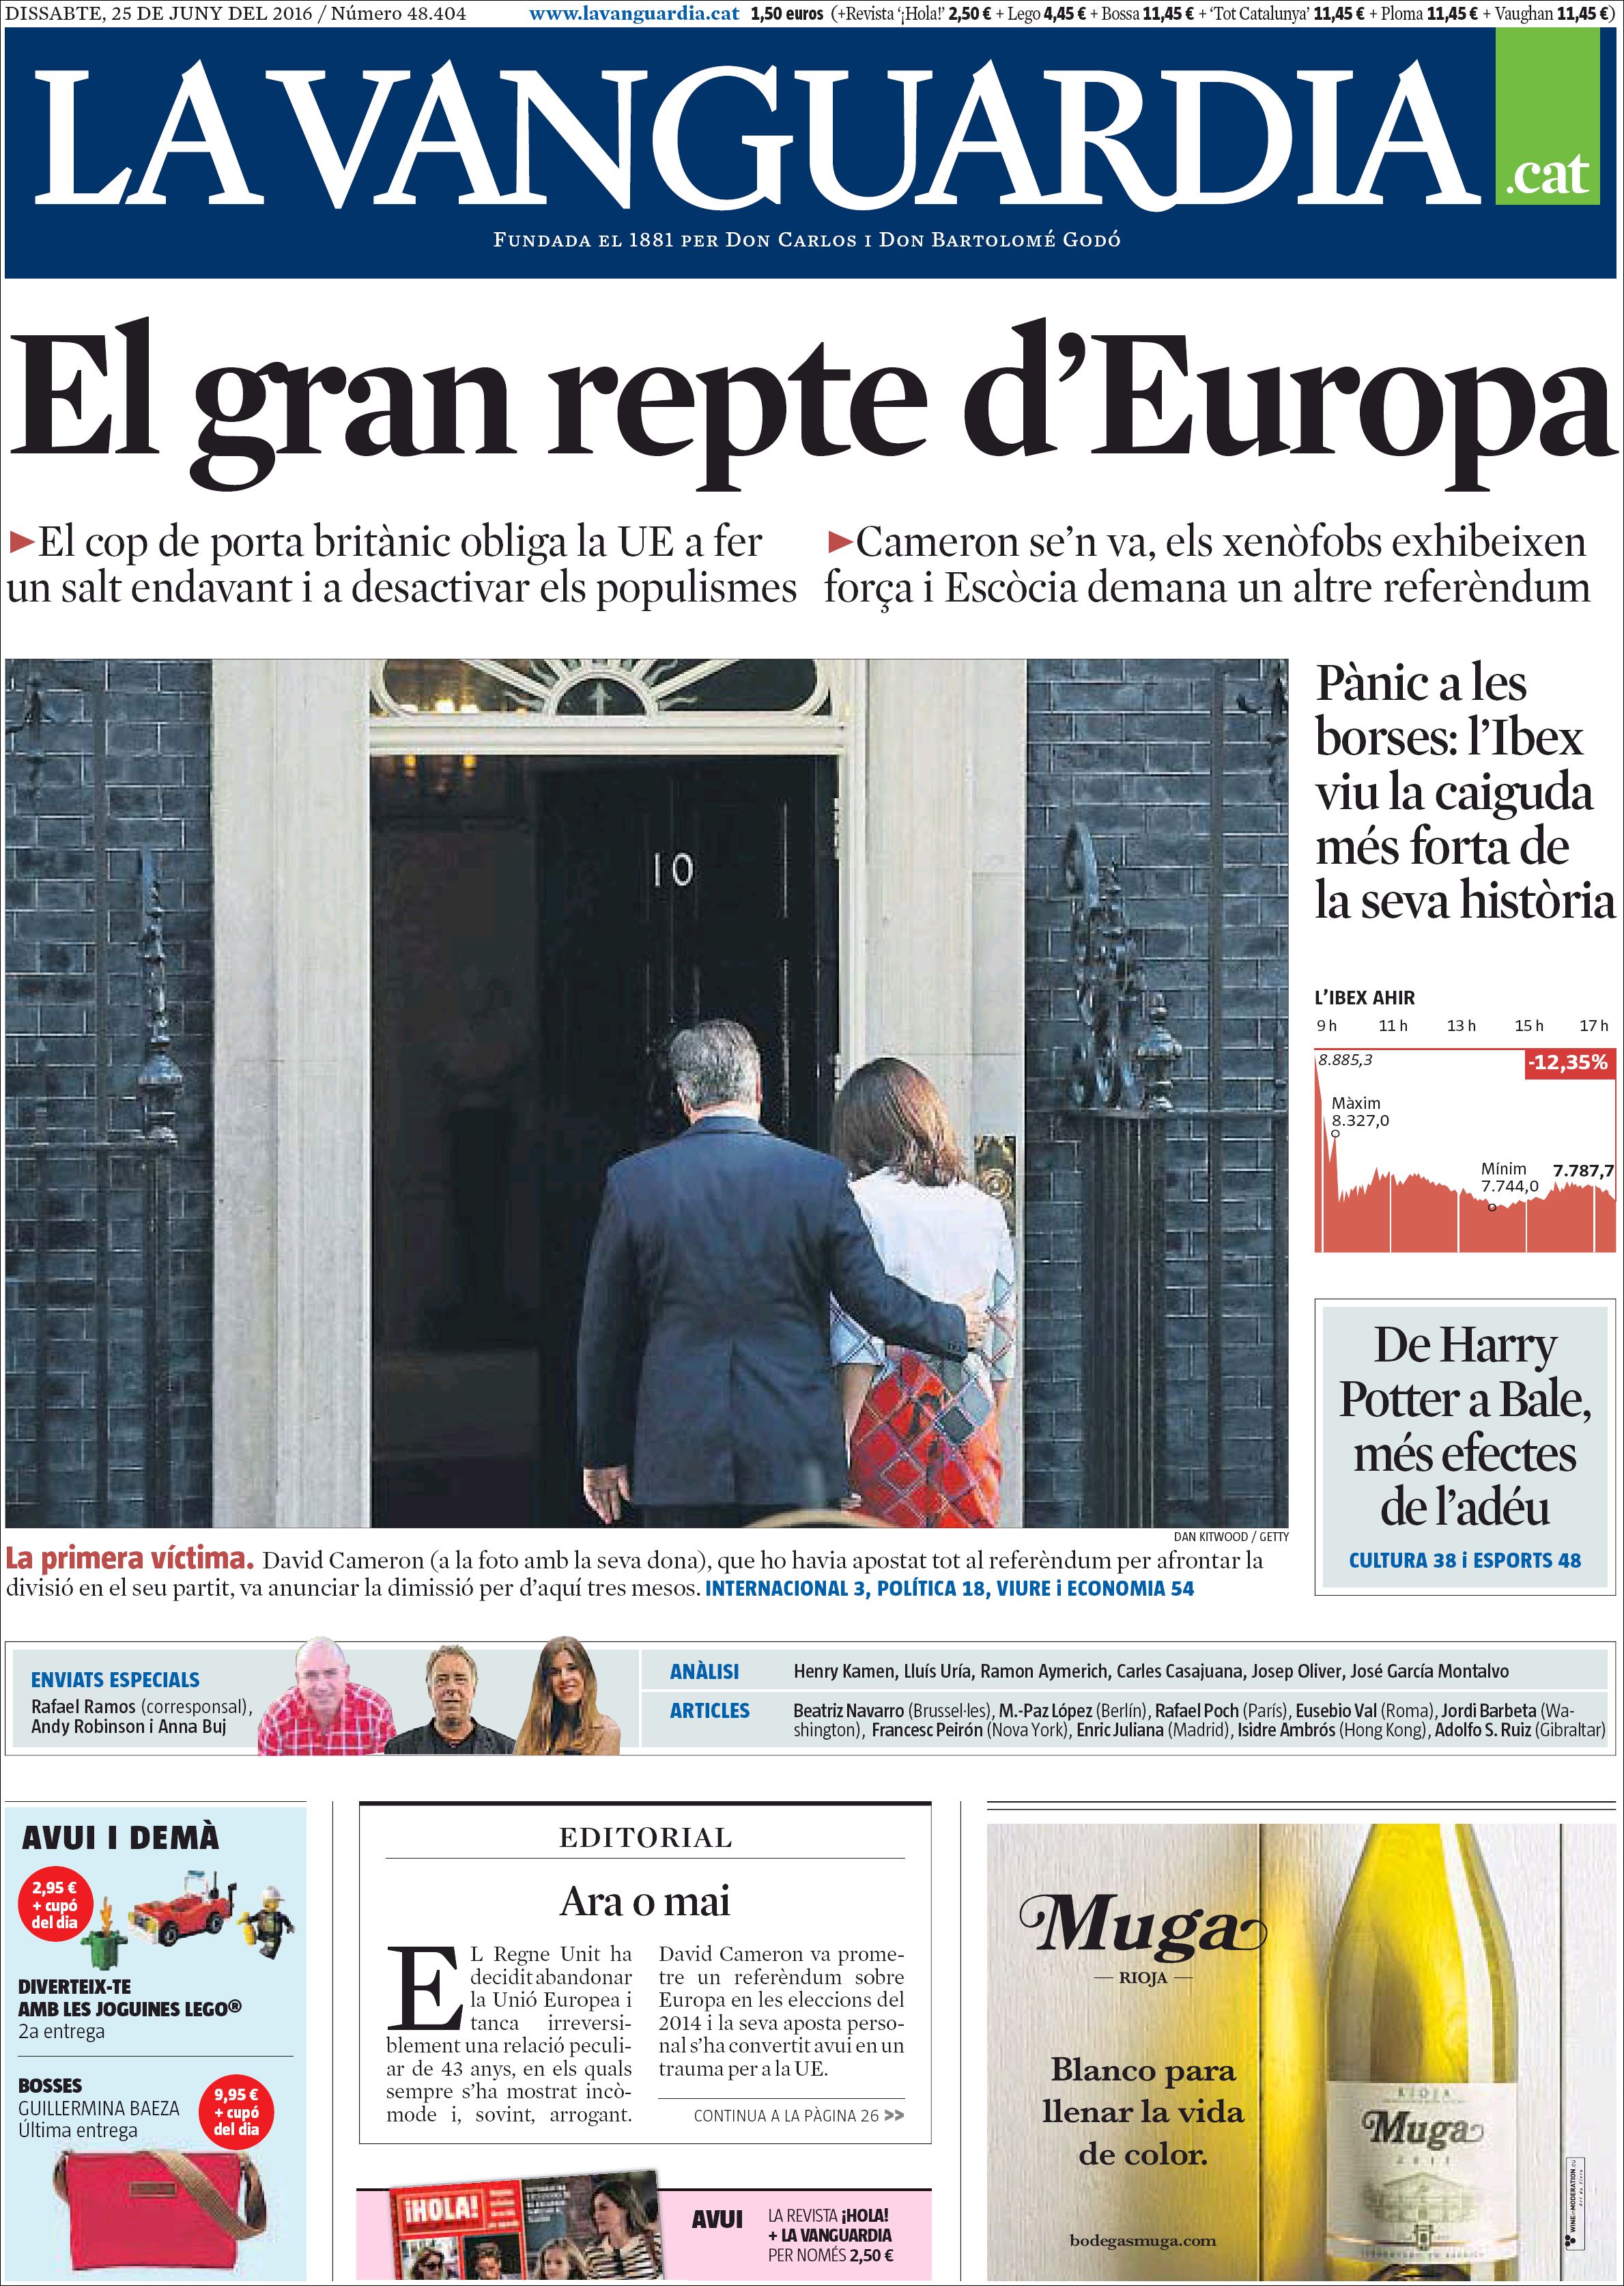 DISSABTE, 25 DE JUNY DEL 2016 / Número 48.404
www.lavanguardia.cat 1,50 euros (+Revista ‘¡Hola!’ 2,50 € + Lego 4,45 € + Bossa 11,45 € + ‘Tot Catalunya’ 11,45 € + Ploma 11,45 € + Vaughan 11,45 €)
LA VANGUARDIA
.cat
FUNDADA EL 1881 PER DON CARLOS I DON BARTOLOMÉ GODÓ
El gran repte d’Europa
►El cop de porta britànic obliga la UE a fer
un salt endavant i a desactivar els populismes
►Cameron se’n va, els xenòfobs exhibeixen
força i Escòcia demana un altre referèndum
10
DAN KITWOOD / GETTY
La primera víctima. David Cameron (a la foto amb la seva dona), que ho havia apostat tot al referèndum per afrontar la
divisió en el seu partit, va anunciar la dimissió per d’aquí tres mesos. INTERNACIONAL 3, POLÍTICA 18, VIURE i ECONOMIA 54
Pànic a les
borses: l’Ibex
viu la caiguda
més forta de
la seva història
L’IBEX AHIR
9 h 11 h 13 h 15 h 17 h
8.885,3
-12,35%
Màxim
8.327,0
Mínim
7.744,0
7.787,7
De Harry
Potter a Bale,
més efectes
de l’adéu
CULTURA 38 i ESPORTS 48
ENVIATS ESPECIALS
Rafael Ramos (corresponsal),
Andy Robinson i Anna Buj
ANÀLISI
Henry Kamen, Lluís Uría, Ramon Aymerich, Carles Casajuana, Josep Oliver, José García Montalvo
ARTICLES
Beatriz Navarro (Brussel·les), M.-Paz López (Berlín), Rafael Poch (París), Eusebio Val (Roma), Jordi Barbeta (Wa-
shington), Francesc Peirón (Nova York), Enric Juliana (Madrid), Isidre Ambrós (Hong Kong), Adolfo S. Ruiz (Gibraltar)
AVUI I DEMÀ
2,95 €
+ cupó
del dia
DIVERTEIX-TE
AMB LES JOGUINES LEGO®
2a entrega
BOSSES
GUILLERMINA BAEZA
Última entrega
9,95 €
+ cupó
del dia
EDITORIAL
Ara o mai
EL Regne Unit ha
decidit abandonar
la Unió Europea i
tanca irreversi-
blement una relació peculi-
ar de 43 anys, en els quals
sempre s’ha mostrat incò-
mode i, sovint, arrogant.
David Cameron va prome-
tre un referèndum sobre
Europa en les eleccions del
2014 i la seva aposta perso-
nal s’ha convertit avui en un
trauma per a la UE.
CONTINUA A LA PÀGINA 26 >>
¡HOLA!
AVUI
LA REVISTA ¡HOLA!
+ LA VANGUARDIA
PER NOMÉS 2,50 €
Muga
RIOJA
Blanco para
llenar la vida
de color.
bodegasmuga.com
RIOJA
Muga
WINE in MODERATION.eu